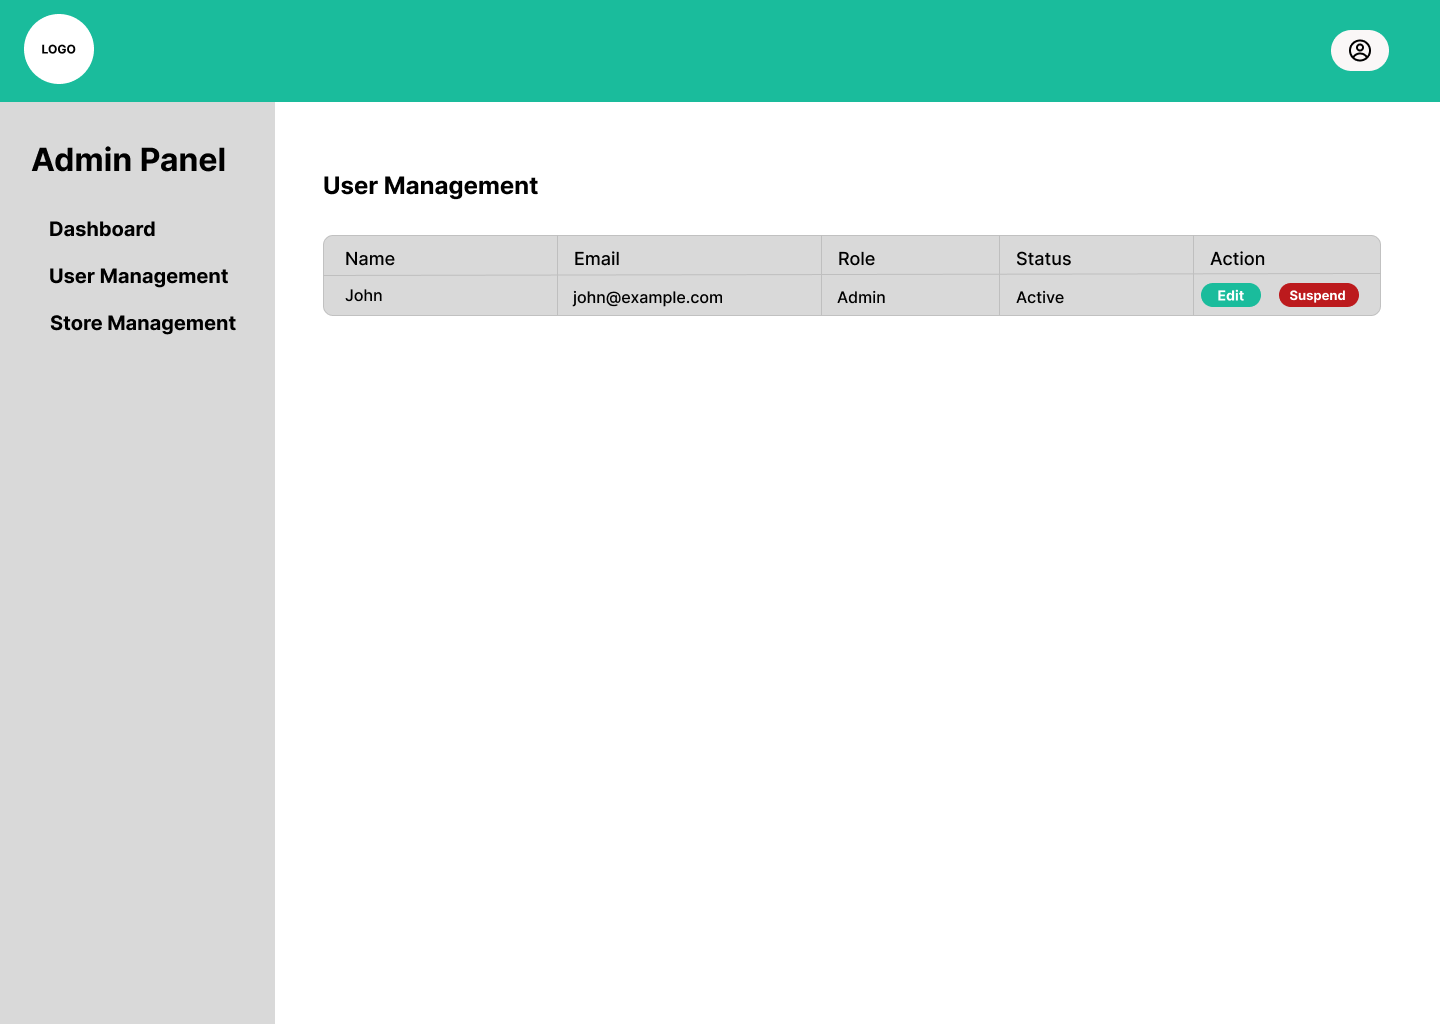 LOGO
Admin Panel
Dashboard
User Management
Store Management
User Management
Name Email Role Status Action
John john@example.com Admin Active Edit Suspend